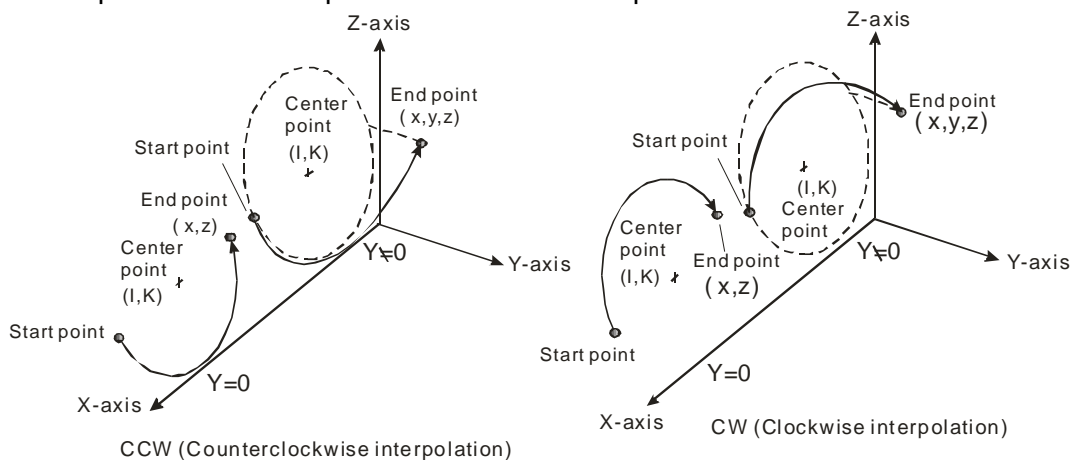 Z-axis
Center
point
(I,K)
End point
(x,y,z)
Start point
End point
(x,z)
Center
point
(I,K)
Y=0
Y-axis
Start point
Y=0
X-axis
CCW (Counterclockwise interpolation)
Z-axis
End point
(x,y,z)
Start point
(I,K)
Center
point
Center
point
(I,K)
End point
(x,z)
Y=0
Y-axis
Start point
Y=0
X-axis
CW (Clockwise interpolation)